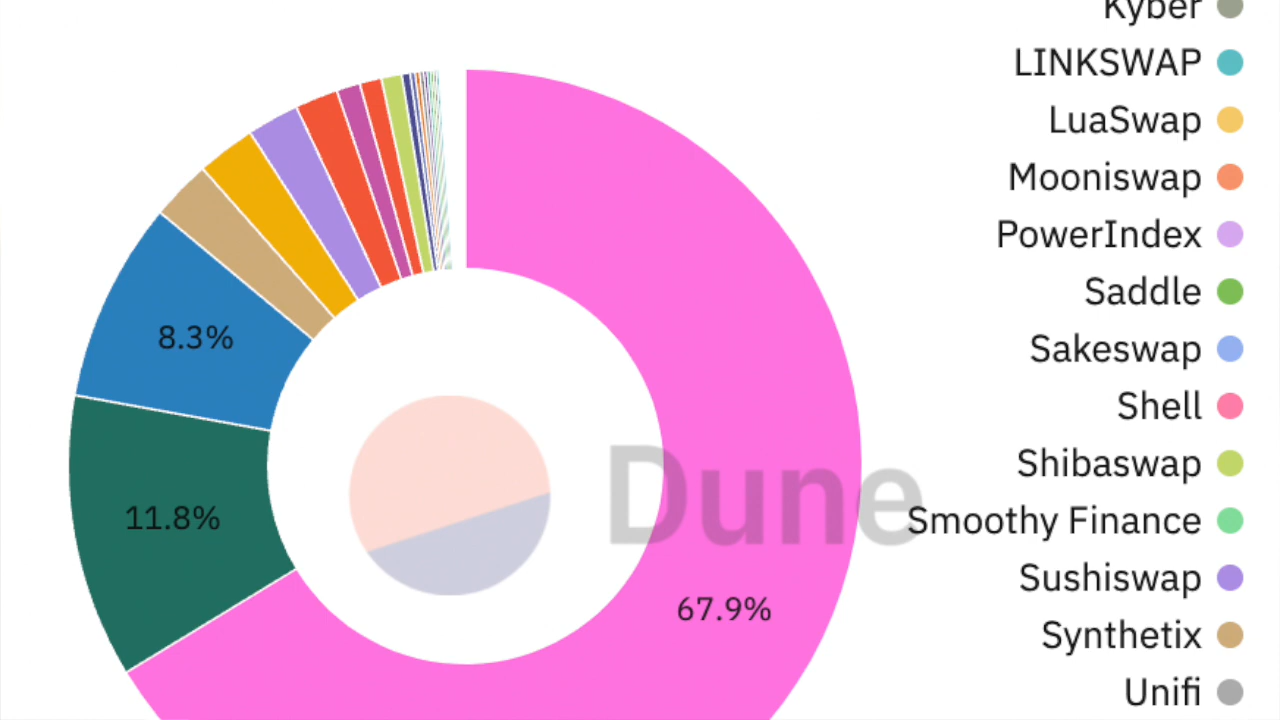 Kyber
LINKSWAP
LuaSwap
Mooniswap
PowerIndex
Saddle
8.3%
Sakeswap
Shell
Shibaswap
Dune
11.8%
Smoothy Finance
Sushiswap
67.9%
Synthetix
Unifi